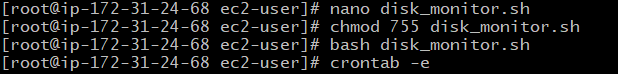 [root@ip-172-31-24-68 ec2-user]# nano disk_monitor.sh
[root@ip-172-31-24-68 ec2-user]# chmod 755 disk_monitor.sh
[root@ip-172-31-24-68 ec2-user]# bash disk_monitor.sh
[root@ip-172-31-24-68 ec2-user]# crontab -e